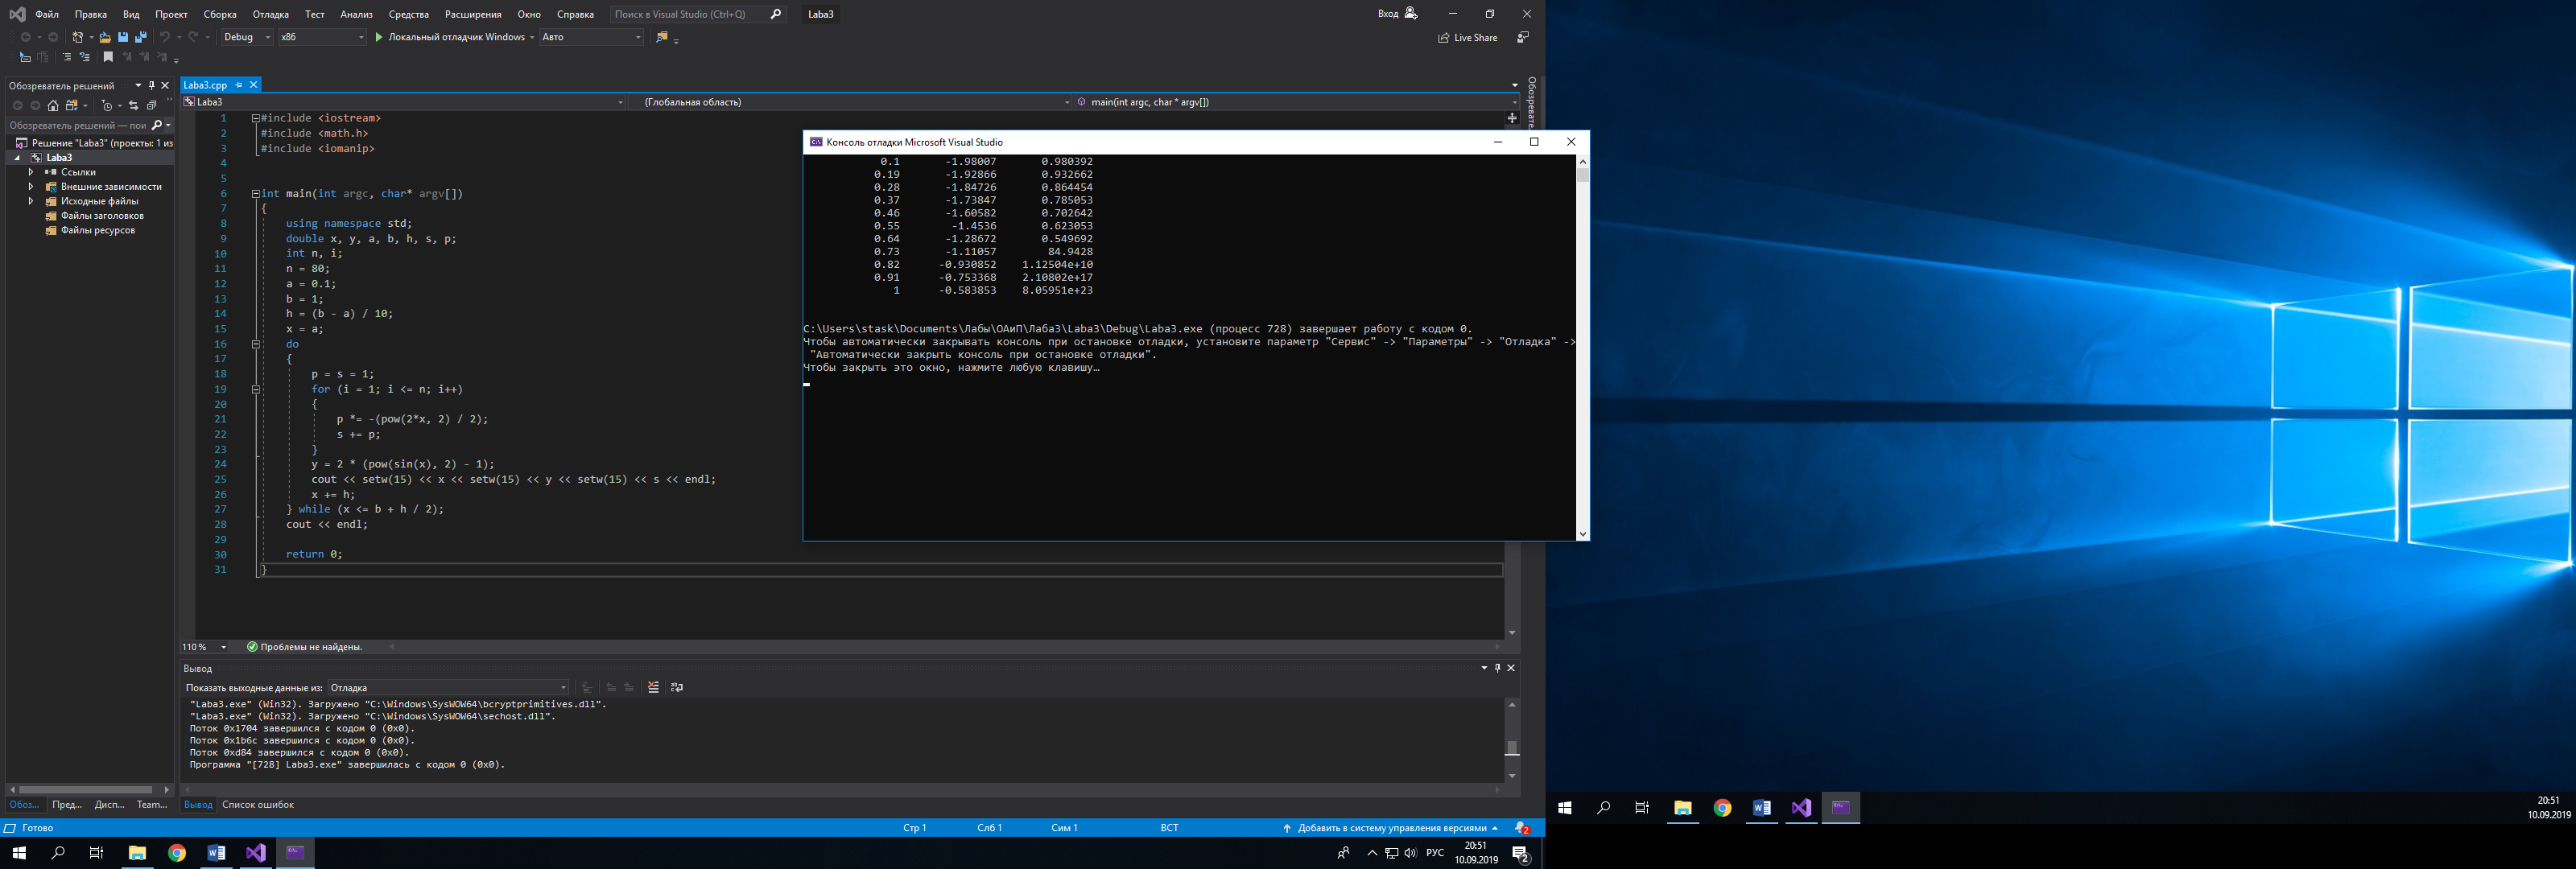 Файл Правка Вид Проект Сборка Отладка Тест Анализ Средства Расширения Окно Справка Поиск в Visual Studio (Ctrl+Q) Laba3 Вход
Debug x86 Локальный отладчик Windows Авто Live Share
Обозреватель решений
Обозреватель решений — пои
Решение "Laba3" (проекты: 1 из
Laba3
Ссылки
Внешние зависимости
Исходные файлы
Файлы заголовков
Файлы ресурсов
Обоз... Пред... Дисп... Team...
Laba3.cpp
Laba3 (Глобальная область) main(int argc, char * argv[])
1 #include <iostream>
2 #include <math.h>
3 #include <iomanip>
4
5
6 int main(int argc, char* argv[])
7 {
8 using namespace std;
9 double x, y, a, b, h, s, p;
10 int n, i;
11 n = 80;
12 a = 0.1;
13 b = 1;
14 h = (b - a) / 10;
15 x = a;
16 do
17 {
18 p = s = 1;
19 for (i = 1; i <= n; i++)
20 {
21 p *= -(pow(2*x, 2) / 2);
22 s += p;
23 }
24 y = 2 * (pow(sin(x), 2) - 1);
25 cout << setw(15) << x << setw(15) << y << setw(15) << s << endl;
26 x += h;
27 } while (x <= b + h / 2);
28 cout << endl;
29
30 return 0;
31 }
Обозревате
Консоль отладки Microsoft Visual Studio
0.1 -1.98007 0.980392
0.19 -1.92866 0.932662
0.28 -1.84726 0.864454
0.37 -1.73847 0.785053
0.46 -1.60582 0.702642
0.55 -1.4536 0.623053
0.64 -1.28672 0.549692
0.73 -1.11057 84.9428
0.82 -0.930852 1.12504e+10
0.91 -0.753368 2.10802e+17
1 -0.583853 8.05951e+23
C:\Users\stask\Documents\Лабы\ОАиП\Лаба3\Laba3\Debug\Laba3.exe (процесс 728) завершает работу с кодом 0.
Чтобы автоматически закрывать консоль при остановке отладки, установите параметр "Сервис" -> "Параметры" -> "Отладка" ->
"Автоматически закрыть консоль при остановке отладки".
Чтобы закрыть это окно, нажмите любую клавишу…
110 % Проблемы не найдены.
Вывод
Показать выходные данные из: Отладка
"Laba3.exe" (Win32). Загружено "C:\Windows\SysWOW64\bcryptprimitives.dll".
"Laba3.exe" (Win32). Загружено "C:\Windows\SysWOW64\sechost.dll".
Поток 0x1704 завершился с кодом 0 (0x0).
Поток 0x1b6c завершился с кодом 0 (0x0).
Поток 0xd84 завершился с кодом 0 (0x0).
Программа "[728] Laba3.exe" завершилась с кодом 0 (0x0).
Вывод Список ошибок
Готово Стр 1 Слб 1 Сим 1 ВСТ Добавить в систему управления версиями 2
РУС 20:51
10.09.2019 2
20:51
10.09.2019